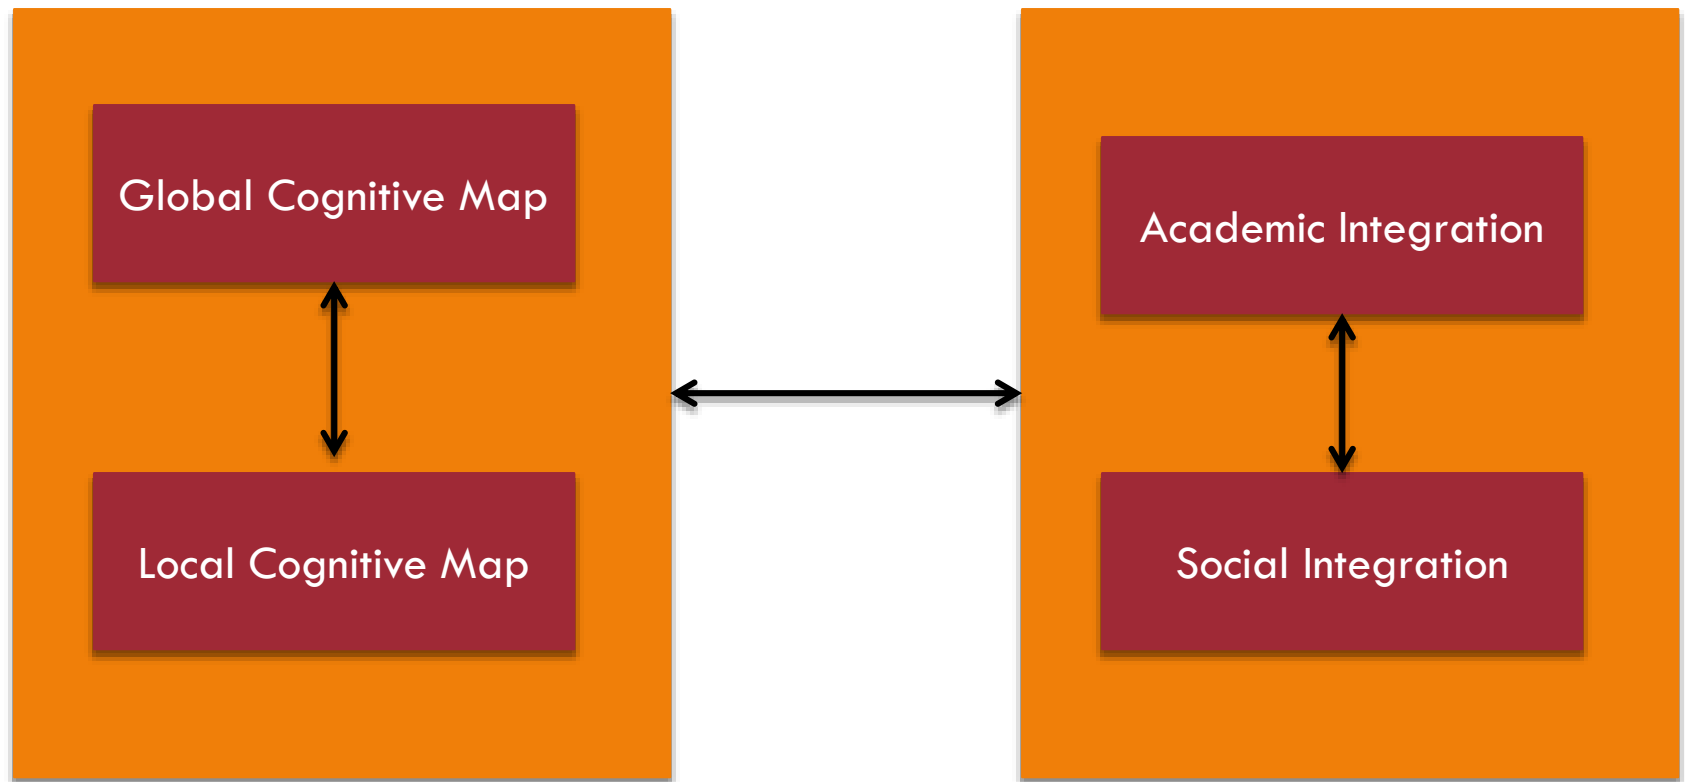 Global Cognitive Map
Local Cognitive Map
Academic Integration
Social Integration